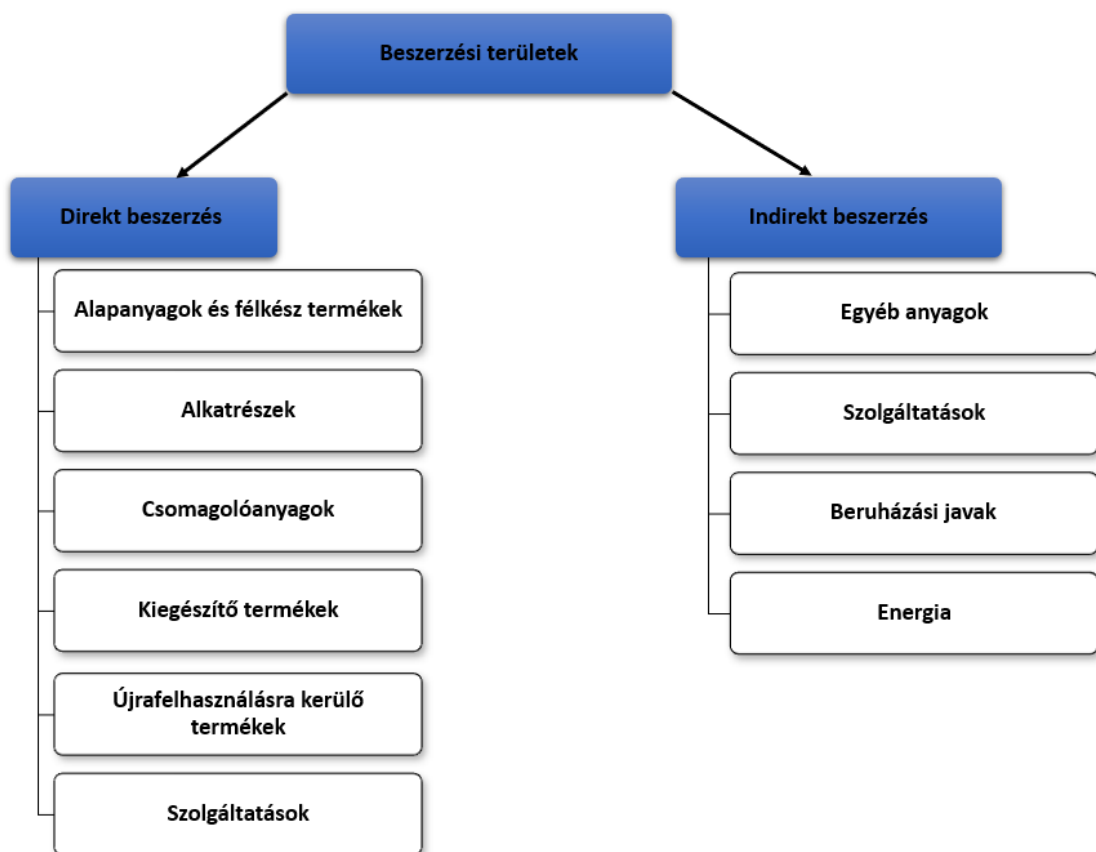 Beszerzési területek
Direkt beszerzés
Alapanyagok és félkész termékek
Alkatrészek
Csomagolóanyagok
Kiegészítő termékek
Újrafelhasználásra kerülő
termékek
Szolgáltatások
Indirekt beszerzés
Egyéb anyagok
Szolgáltatások
Beruházási javak
Energia